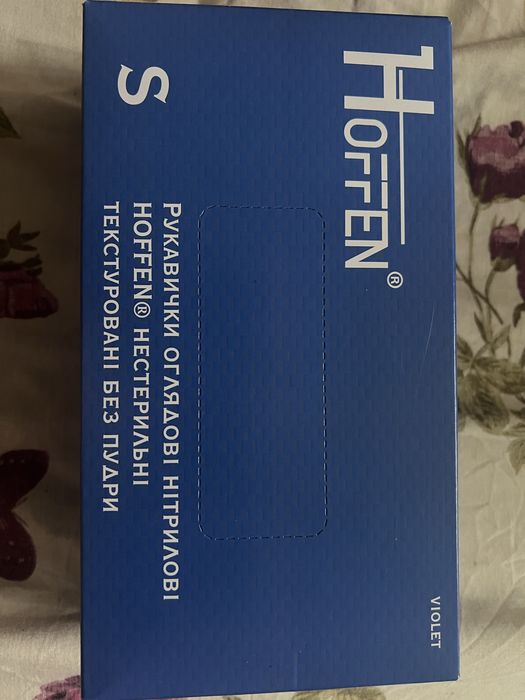 HOFFEN®
S
РУКАВИЧКИ ОГЛЯДОВІ НІТРИЛОВІ
HOFFEN® НЕСТЕРИЛЬНІ
ТЕКСТУРОВАНІ БЕЗ ПУДРИ
VIOLET